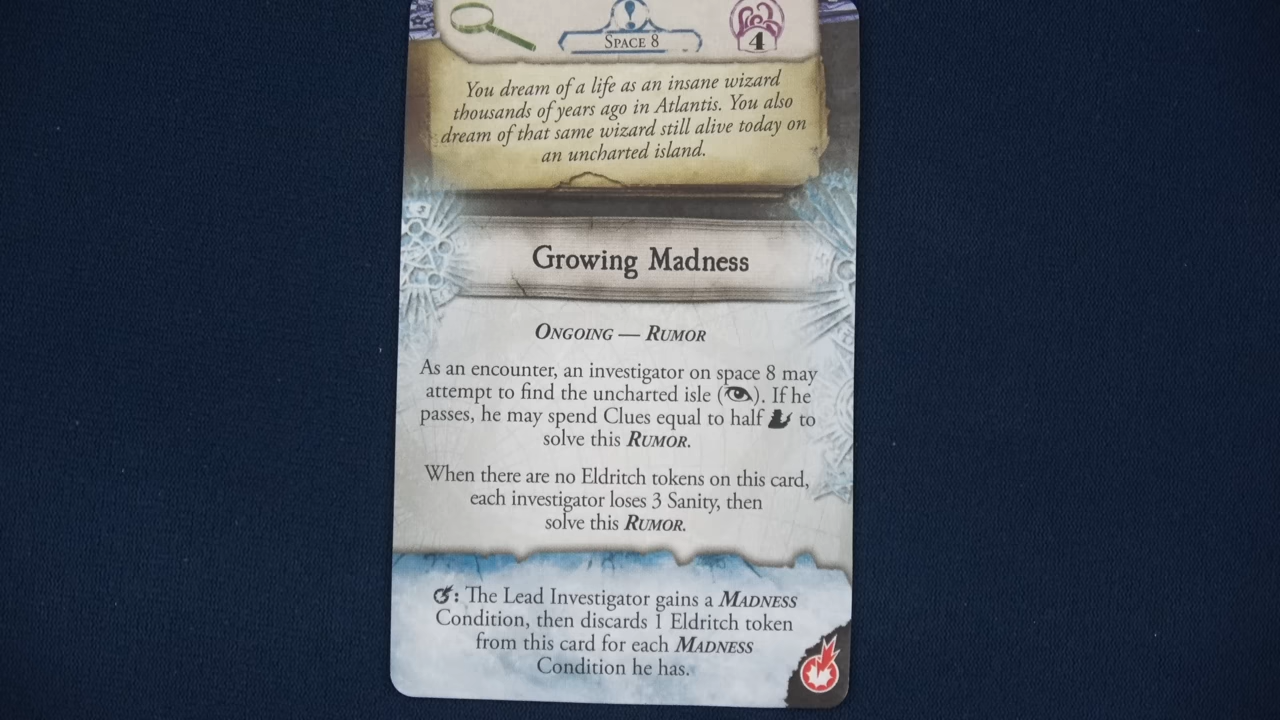 SPACE 8
4
You dream of a life as an insane wizard
thousands of years ago in Atlantis. You also
dream of that same wizard still alive today on
an uncharted island.
Growing Madness
ONGOING — RUMOR
As an encounter, an investigator on space 8 may
attempt to find the uncharted isle ( ). If he
passes, he may spend Clues equal to half to
solve this RUMOR.
When there are no Eldritch tokens on this card,
each investigator loses 3 Sanity, then
solve this RUMOR.
: The Lead Investigator gains a MADNESS
Condition, then discards 1 Eldritch token
from this card for each MADNESS
Condition he has.